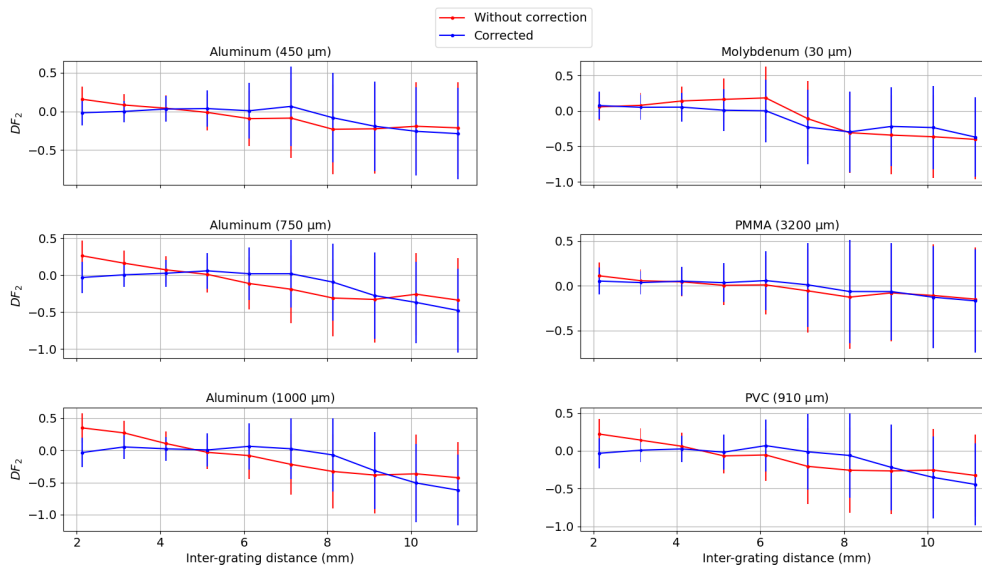 Without correction
Corrected
Aluminum (450 μm)
Molybdenum (30 μm)
DF₂
0.5
0.0
−0.5
0.5
0.0
−0.5
−1.0
Aluminum (750 μm)
PMMA (3200 μm)
DF₂
0.5
0.0
−0.5
−1.0
0.5
0.0
−0.5
Aluminum (1000 μm)
PVC (910 μm)
DF₂
0.5
0.0
−0.5
−1.0
0.5
0.0
−0.5
−1.0
2 4 6 8 10
2 4 6 8 10
Inter-grating distance (mm)
Inter-grating distance (mm)